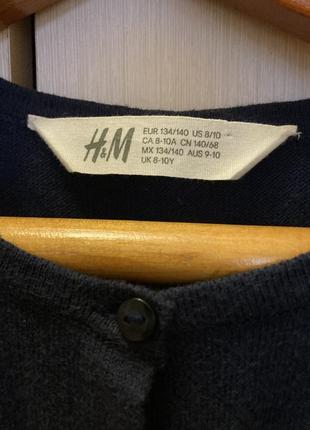 H&M
EUR 134/140 US 8/10
CA 8-10A CN 140/68
MX 134/140 AUS 9-10
UK 8-10Y